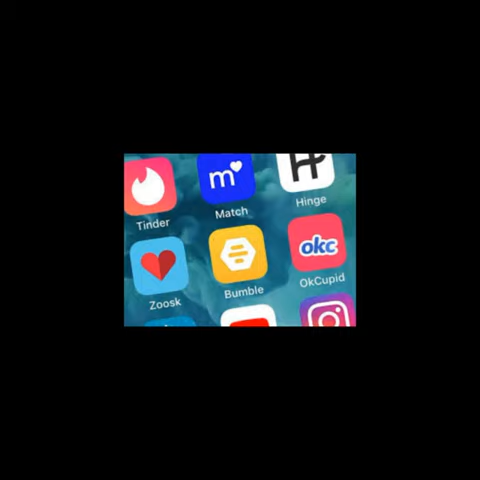 m
H
Tinder
Match
Hinge
okc
Zoosk
Bumble
OkCupid